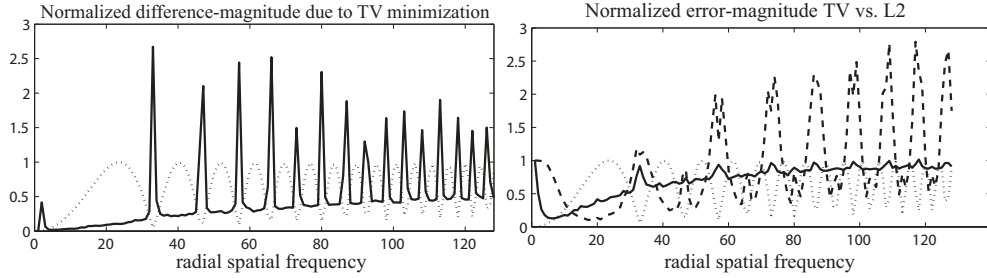 Normalized difference-magnitude due to TV minimization
3
2.5
2
1.5
1
0.5
0
0 20 40 60 80 100 120
radial spatial frequency
Normalized error-magnitude TV vs. L2
3
2.5
2
1.5
1
0.5
0
0 20 40 60 80 100 120
radial spatial frequency